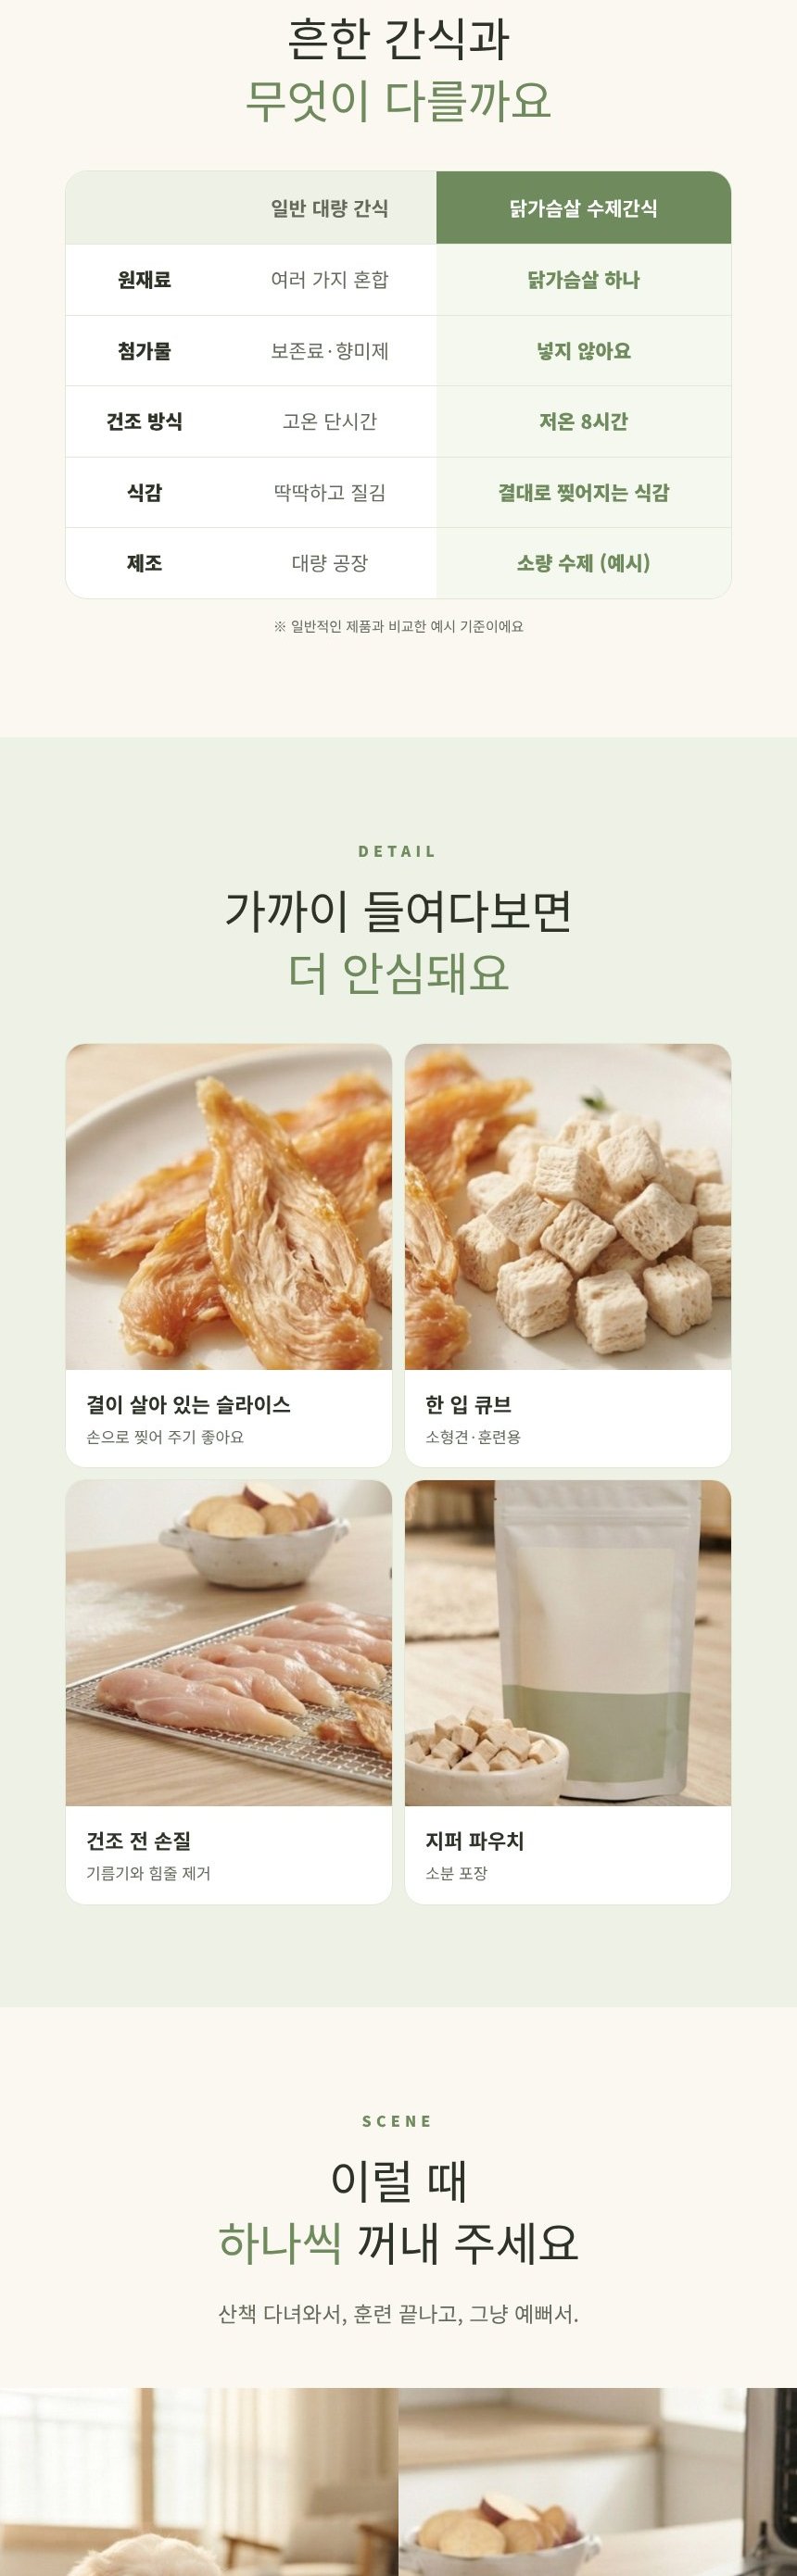 흔한 간식과
무엇이 다를까요
일반 대량 간식 닭가슴살 수제간식
원재료 여러 가지 혼합 닭가슴살 하나
첨가물 보존료·향미제 넣지 않아요
건조 방식 고온 단시간 저온 8시간
식감 딱딱하고 질김 결대로 찢어지는 식감
제조 대량 공장 소량 수제 (예시)
※ 일반적인 제품과 비교한 예시 기준이에요
DETAIL
가까이 들여다보면
더 안심돼요
결이 살아 있는 슬라이스
손으로 찢어 주기 좋아요
한 입 큐브
소형견·훈련용
건조 전 손질
기름기와 힘줄 제거
지퍼 파우치
소분 포장
SCENE
이럴 때
하나씩 꺼내 주세요
산책 다녀와서, 훈련 끝나고, 그냥 예뻐서.